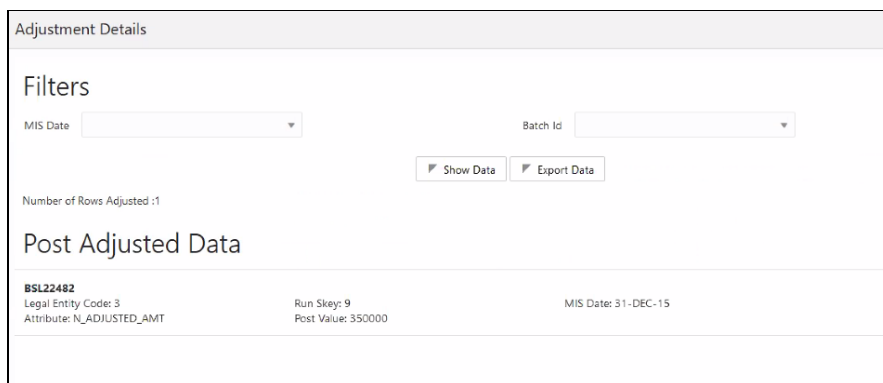 Adjustment Details
Filters
MIS Date
Batch Id
Show Data
Export Data
Number of Rows Adjusted :1
Post Adjusted Data
BSL22482
Legal Entity Code: 3 Run Skey: 9 MIS Date: 31-DEC-15
Attribute: N_ADJUSTED_AMT Post Value: 350000